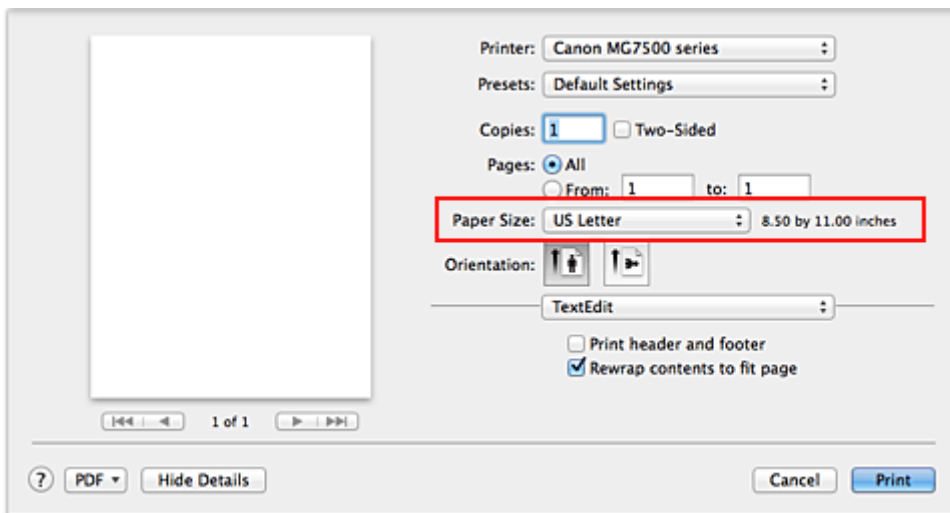 Printer: Canon MG7500 series
Presets: Default Settings
Copies: 1 Two-Sided
Pages: All
From: 1 to: 1
Paper Size: US Letter 8.50 by 11.00 inches
Orientation:
TextEdit
Print header and footer
Rewrap contents to fit page
1 of 1
? PDF Hide Details Cancel Print